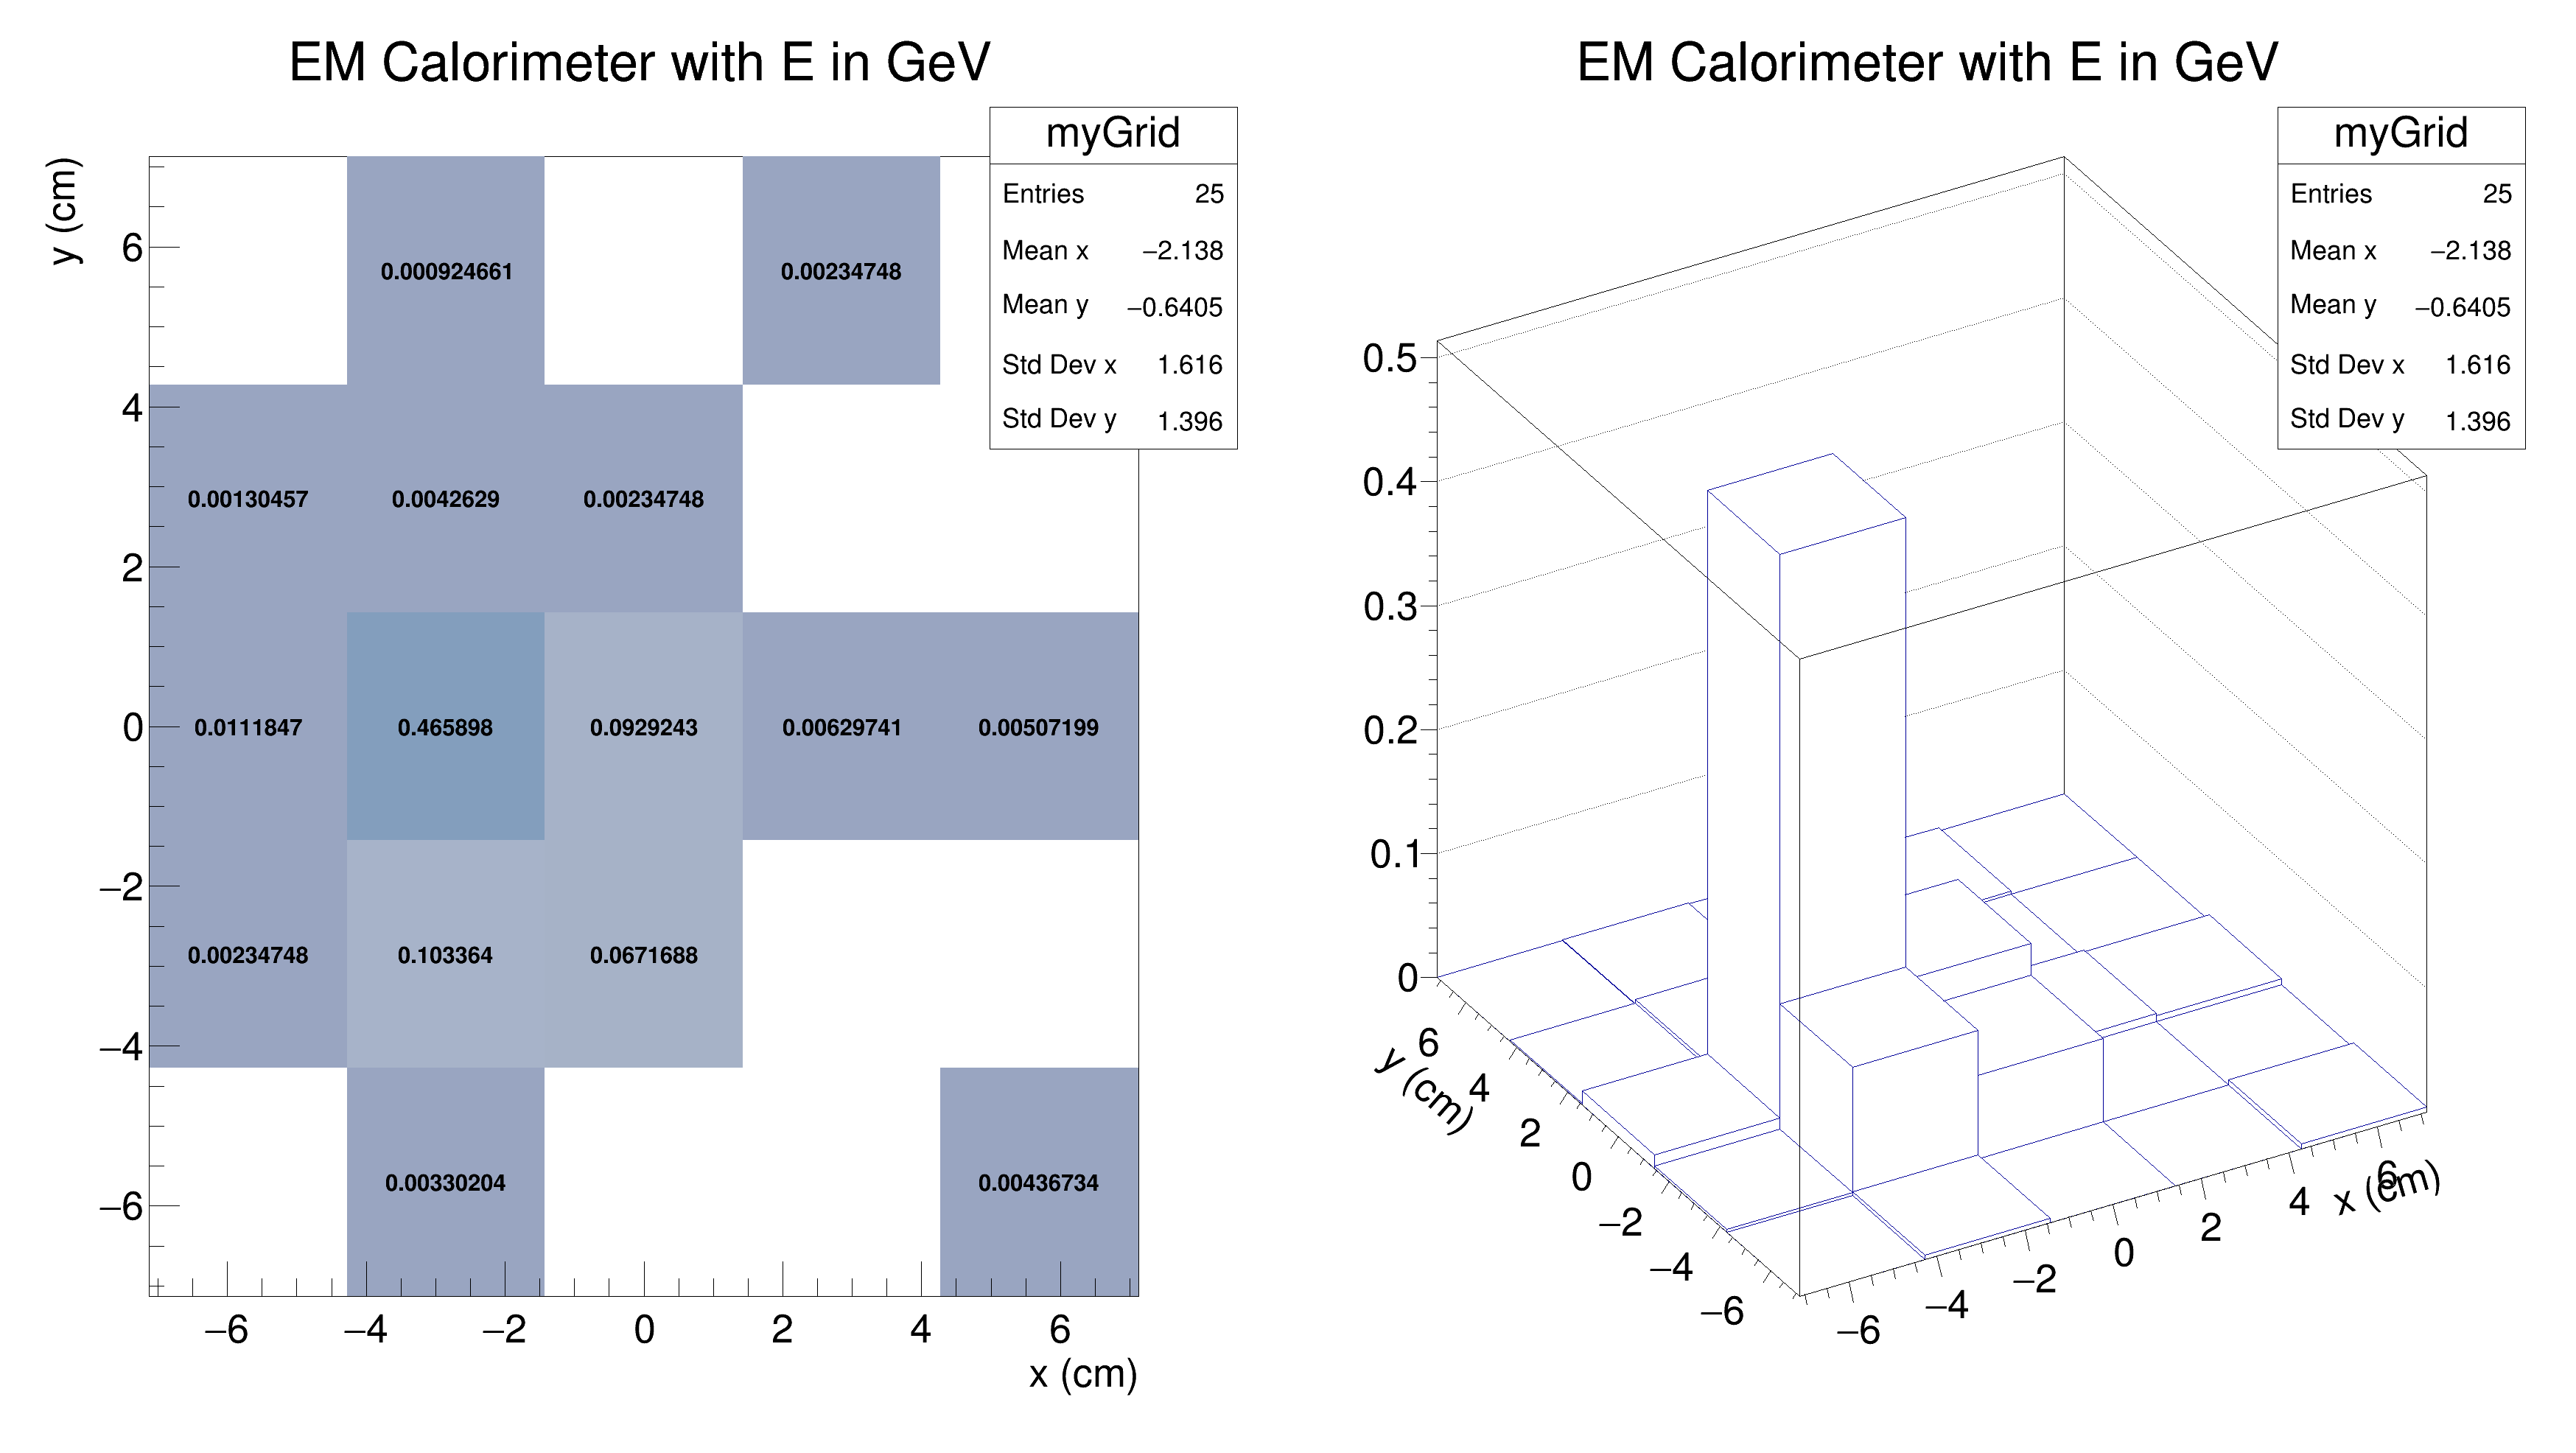 EM Calorimeter with E in GeV
myGrid
Entries 25
Mean x −2.138
Mean y −0.6405
Std Dev x 1.616
Std Dev y 1.396
y (cm)
6
4
2
0
−2
−4
−6
0.000924661 0.00234748
0.00130457 0.0042629 0.00234748
0.0111847 0.465898 0.0929243 0.00629741 0.00507199
0.00234748 0.103364 0.0671688
0.00330204 0.00436734
−6 −4 −2 0 2 4 6
x (cm)
EM Calorimeter with E in GeV
myGrid
Entries 25
Mean x −2.138
Mean y −0.6405
Std Dev x 1.616
Std Dev y 1.396
0.5
0.4
0.3
0.2
0.1
0
6
4
2
0
−2
−4
−6
y (cm)
−6 −4 −2 0 2 4 6
x (cm)